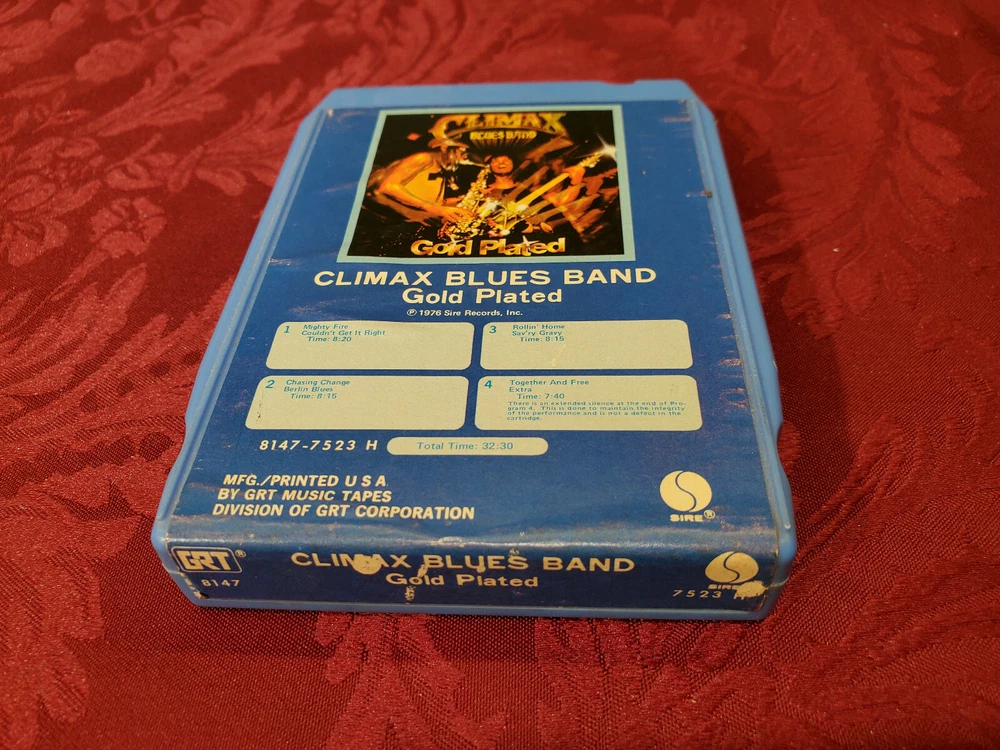 CLIMAX
BLUES BAND
Gold Plated
CLIMAX BLUES BAND
Gold Plated
℗ 1976 Sire Records, Inc.
1 Mighty Fire
Couldn't Get It Right
Time: 8:20
2 Chasing Change
Berlin Blues
Time: 8:15
3 Rollin' Home
Sav'ry Gravy
Time: 8:15
4 Together And Free
Extra
Time: 7:40
There is an extended silence at the end of Pro-
gram 4. This is done to maintain the integrity
of the performance and is not a defect in the
cartridge.
8147-7523 H
Total Time: 32:30
MFG./PRINTED U S A
BY GRT MUSIC TAPES
DIVISION OF GRT CORPORATION
SIRE®
GRT®
8147
CLIMAX BLUES BAND
Gold Plated
SIRE
7523 H